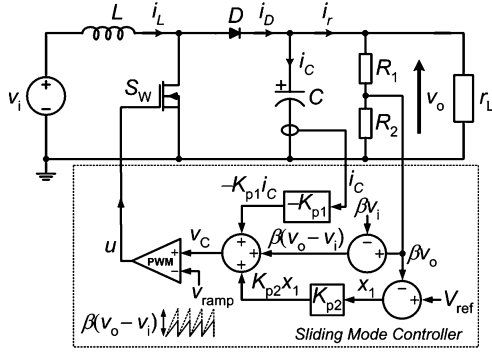 L i_L D i_D i_r
i_C
S_W
R_1
v_i + − + C v_o r_L
R_2
i_C
−K_p1 i_C −K_p1 βv_i
v_C β(v_o − v_i) − + βv_o
u PWM + − + + +
v_ramp K_p2 x_1 K_p2 x_1 − + V_ref
β(v_o − v_i)
Sliding Mode Controller